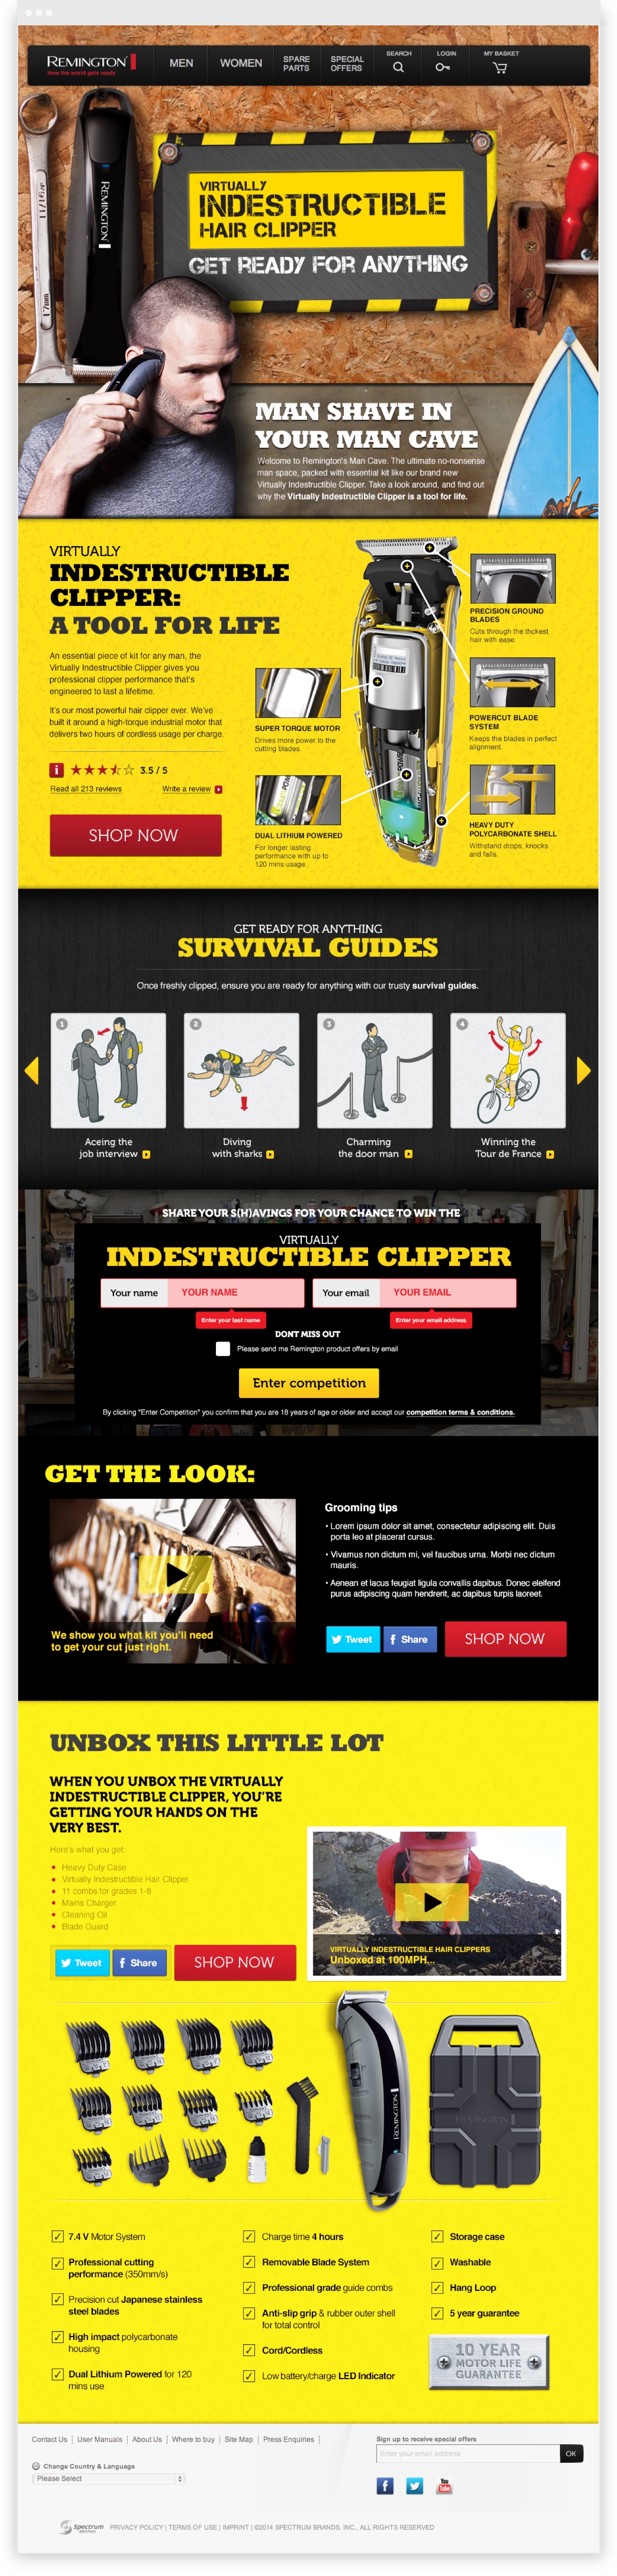 REMINGTON
How the world gets ready
MEN
WOMEN
SPARE PARTS
SPECIAL OFFERS
SEARCH
LOGIN
MY BASKET
11/16
17mm
REMINGTON
VIRTUALLY
INDESTRUCTIBLE
HAIR CLIPPER
GET READY FOR ANYTHING
MAN SHAVE IN
YOUR MAN CAVE
Welcome to Remington's Man Cave. The ultimate no-nonsense
man space, packed with essential kit like our brand new
Virtually Indestructible Clipper. Take a look around, and find out
why the Virtually Indestructible Clipper is a tool for life.
VIRTUALLY
INDESTRUCTIBLE
CLIPPER:
A TOOL FOR LIFE
An essential piece of kit for any man, the
Virtually Indestructible Clipper gives you
professional clipper performance that's
engineered to last a lifetime.
It's our most powerful hair clipper ever. We've
built it around a high-torque industrial motor that
delivers two hours of cordless usage per charge.
3.5 / 5
Read all 213 reviews
Write a review
SHOP NOW
SUPER TORQUE MOTOR
Drives more power to the
cutting blades.
DUAL LITHIUM POWERED
For longer lasting
performance with up to
120 mins usage.
PRECISION GROUND
BLADES
Cuts through the thickest
hair with ease.
POWERCUT BLADE
SYSTEM
Keeps the blades in perfect
alignment.
HEAVY DUTY
POLYCARBONATE SHELL
Withstand drops, knocks
and falls.
GET READY FOR ANYTHING
SURVIVAL GUIDES
Once freshly clipped, ensure you are ready for anything with our trusty survival guides.
1
2
3
4
Aceing the
job interview
Diving
with sharks
Charming
the door man
Winning the
Tour de France
SHARE YOUR S(H)AVINGS FOR YOUR CHANCE TO WIN THE
VIRTUALLY
INDESTRUCTIBLE CLIPPER
Your name
YOUR NAME
Your email
YOUR EMAIL
Enter your last name
Enter your email address
DONT MISS OUT
Please send me Remington product offers by email
Enter competition
By clicking "Enter Competition" you confirm that you are 18 years of age or older and accept our competition terms & conditions.
GET THE LOOK:
We show you what kit you'll need
to get your cut just right.
Grooming tips
• Lorem ipsum dolor sit amet, consectetur adipiscing elit. Duis
porta leo at placerat cursus.
• Vivamus non dictum mi, vel faucibus urna. Morbi nec dictum
mauris.
• Aenean et lacus feugiat ligula convallis dapibus. Donec eleifend
purus adipiscing quam hendrerit, ac dapibus turpis laoreet.
Tweet
Share
SHOP NOW
UNBOX THIS LITTLE LOT
WHEN YOU UNBOX THE VIRTUALLY
INDESTRUCTIBLE CLIPPER, YOU'RE
GETTING YOUR HANDS ON THE
VERY BEST.
Here's what you get:
• Heavy Duty Case
• Virtually Indestructible Hair Clipper
• 11 combs for grades 1-8
• Mains Charger
• Cleaning Oil
• Blade Guard
Tweet
Share
SHOP NOW
VIRTUALLY INDESTRUCTIBLE HAIR CLIPPERS
Unboxed at 100MPH...
REMINGTON
REMINGTON
7.4 V Motor System
Professional cutting
performance (350mm/s)
Precision cut Japanese stainless
steel blades
High impact polycarbonate
housing
Dual Lithium Powered for 120
mins use
Charge time 4 hours
Removable Blade System
Professional grade guide combs
Anti-slip grip & rubber outer shell
for total control
Cord/Cordless
Low battery/charge LED Indicator
Storage case
Washable
Hang Loop
5 year guarantee
10 YEAR
MOTOR LIFE
GUARANTEE
Contact Us | User Manuals | About Us | Where to buy | Site Map | Press Enquiries |
Change Country & Language
Please Select
Sign up to receive special offers
Enter your email address
OK
You Tube
Spectrum BRANDS
PRIVACY POLICY | TERMS OF USE | IMPRINT | ©2014 SPECTRUM BRANDS, INC., ALL RIGHTS RESERVED